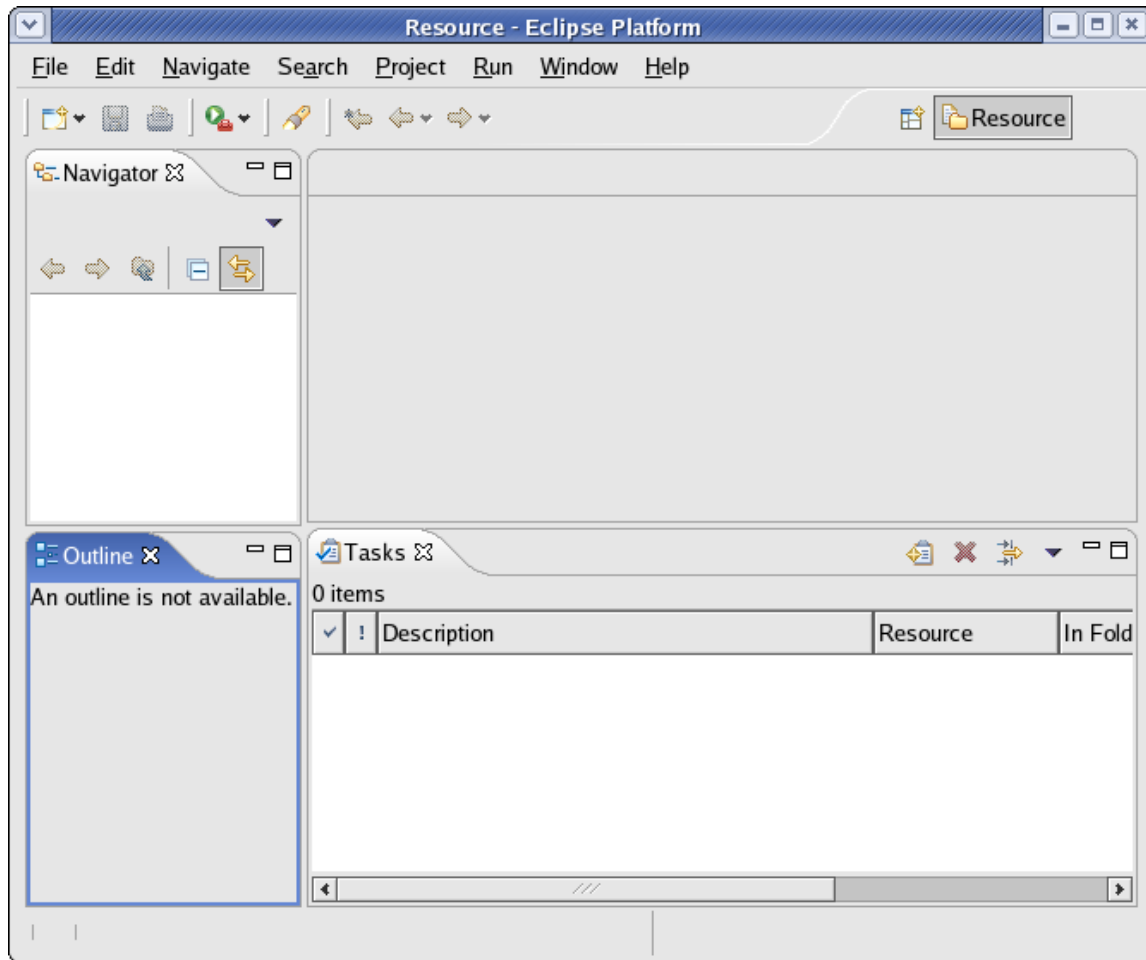 Resource - Eclipse Platform
File Edit Navigate Search Project Run Window Help
Resource
Navigator
Outline
An outline is not available.
Tasks
0 items
! Description Resource In Fold